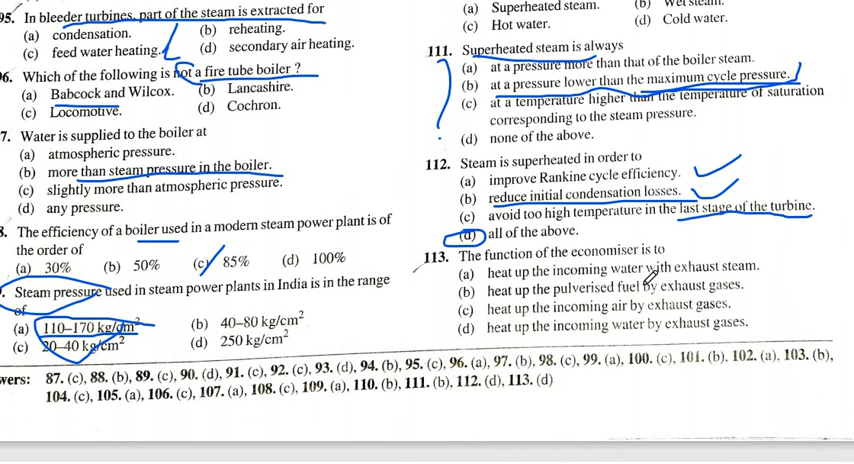 95. In bleeder turbines, part of the steam is extracted for
(a) condensation. (b) reheating.
(c) feed water heating. (d) secondary air heating.
96. Which of the following is not a fire tube boiler ?
(a) Babcock and Wilcox. (b) Lancashire.
(c) Locomotive. (d) Cochron.
7. Water is supplied to the boiler at
(a) atmospheric pressure.
(b) more than steam pressure in the boiler.
(c) slightly more than atmospheric pressure.
(d) any pressure.
8. The efficiency of a boiler used in a modern steam power plant is of
the order of
(a) 30% (b) 50% (c) 85% (d) 100%
. Steam pressure used in steam power plants in India is in the range
of
(a) 110–170 kg/cm² (b) 40–80 kg/cm²
(c) 20–40 kg/cm² (d) 250 kg/cm²
(a) Superheated steam. (b) Wet steam.
(c) Hot water. (d) Cold water.
111. Superheated steam is always
(a) at a pressure more than that of the boiler steam.
(b) at a pressure lower than the maximum cycle pressure.
(c) at a temperature higher than the temperature of saturation
corresponding to the steam pressure.
(d) none of the above.
112. Steam is superheated in order to
(a) improve Rankine cycle efficiency.
(b) reduce initial condensation losses.
(c) avoid too high temperature in the last stage of the turbine.
(d) all of the above.
113. The function of the economiser is to
(a) heat up the incoming water with exhaust steam.
(b) heat up the pulverised fuel by exhaust gases.
(c) heat up the incoming air by exhaust gases.
(d) heat up the incoming water by exhaust gases.
wers: 87. (c), 88. (b), 89. (c), 90. (d), 91. (c), 92. (c), 93. (d), 94. (b), 95. (c), 96. (a), 97. (b), 98. (c), 99. (a), 100. (c), 101. (b). 102. (a), 103. (b),
104. (c), 105. (a), 106. (c), 107. (a), 108. (c), 109. (a), 110. (b), 111. (b), 112. (d), 113. (d)